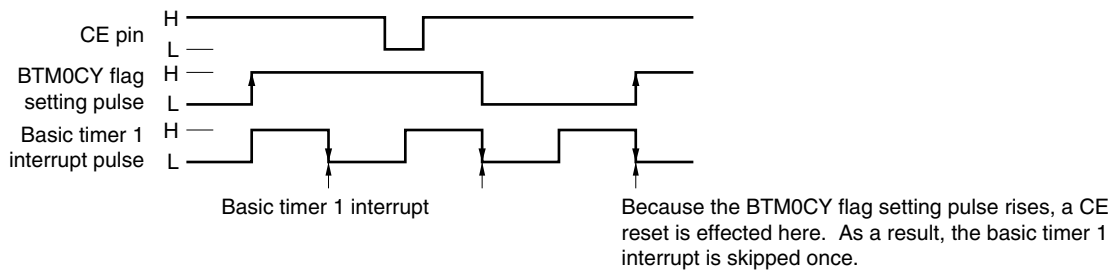 H
CE pin
L
BTM0CY flag H
setting pulse L
Basic timer 1 H
interrupt pulse L
Basic timer 1 interrupt
Because the BTM0CY flag setting pulse rises, a CE
reset is effected here. As a result, the basic timer 1
interrupt is skipped once.